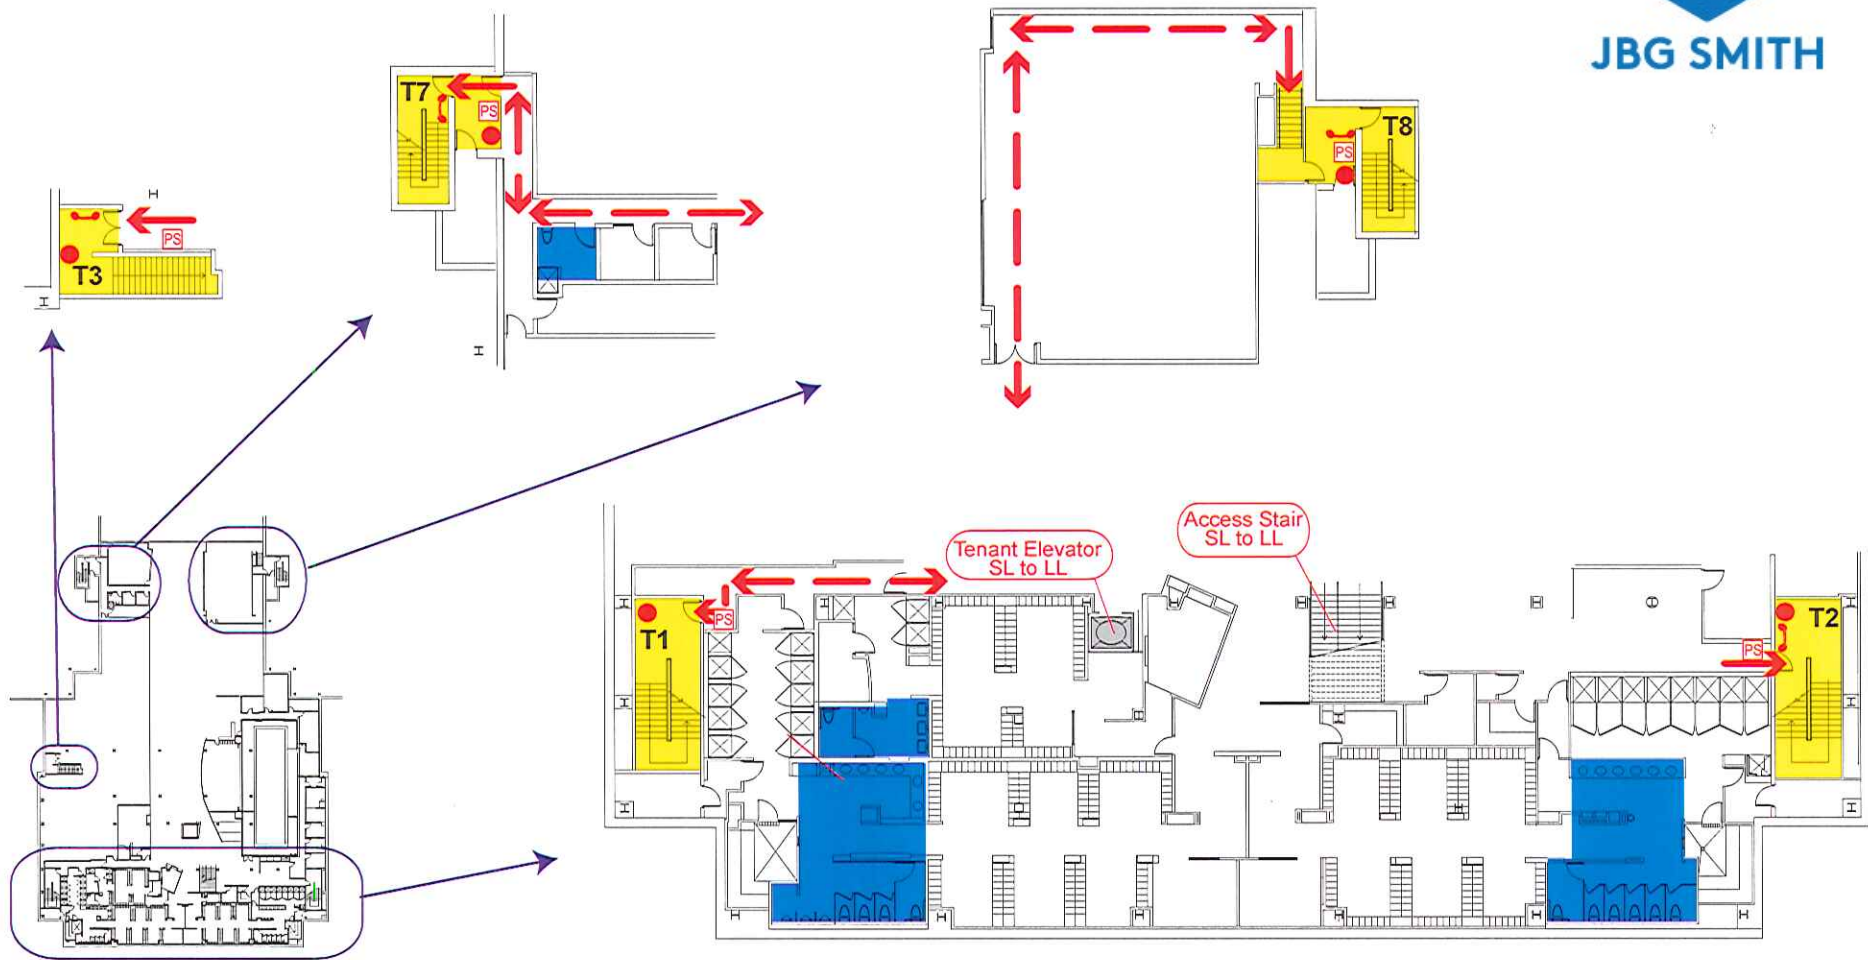 JBG SMITH
T7
PS
T8
PS
T3
PS
Access Stair
SL to LL
Tenant Elevator
SL to LL
T1
PS
T2
PS